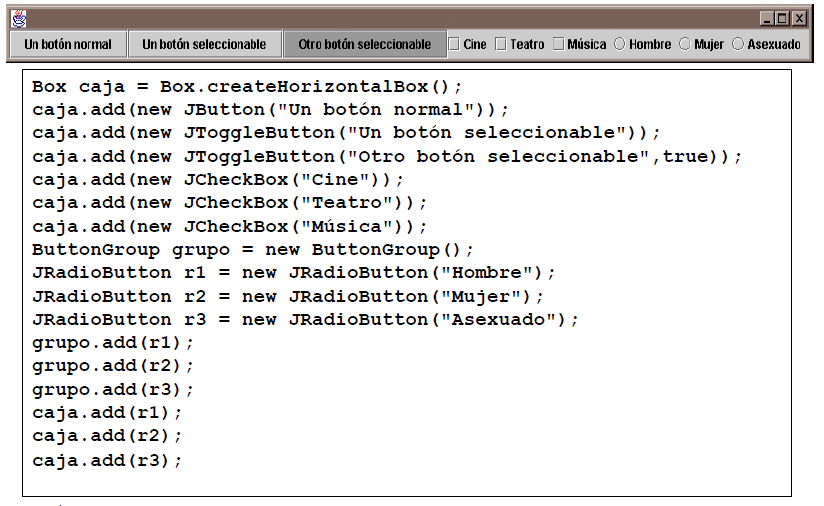 Un botón normal Un botón seleccionable Otro botón seleccionable Cine Teatro Música Hombre Mujer Asexuado
Box caja = Box.createHorizontalBox();
caja.add(new JButton("Un botón normal"));
caja.add(new JToggleButton("Un botón seleccionable"));
caja.add(new JToggleButton("Otro botón seleccionable",true));
caja.add(new JCheckBox("Cine"));
caja.add(new JCheckBox("Teatro"));
caja.add(new JCheckBox("Música"));
ButtonGroup grupo = new ButtonGroup();
JRadioButton r1 = new JRadioButton("Hombre");
JRadioButton r2 = new JRadioButton("Mujer");
JRadioButton r3 = new JRadioButton("Asexuado");
grupo.add(r1);
grupo.add(r2);
grupo.add(r3);
caja.add(r1);
caja.add(r2);
caja.add(r3);